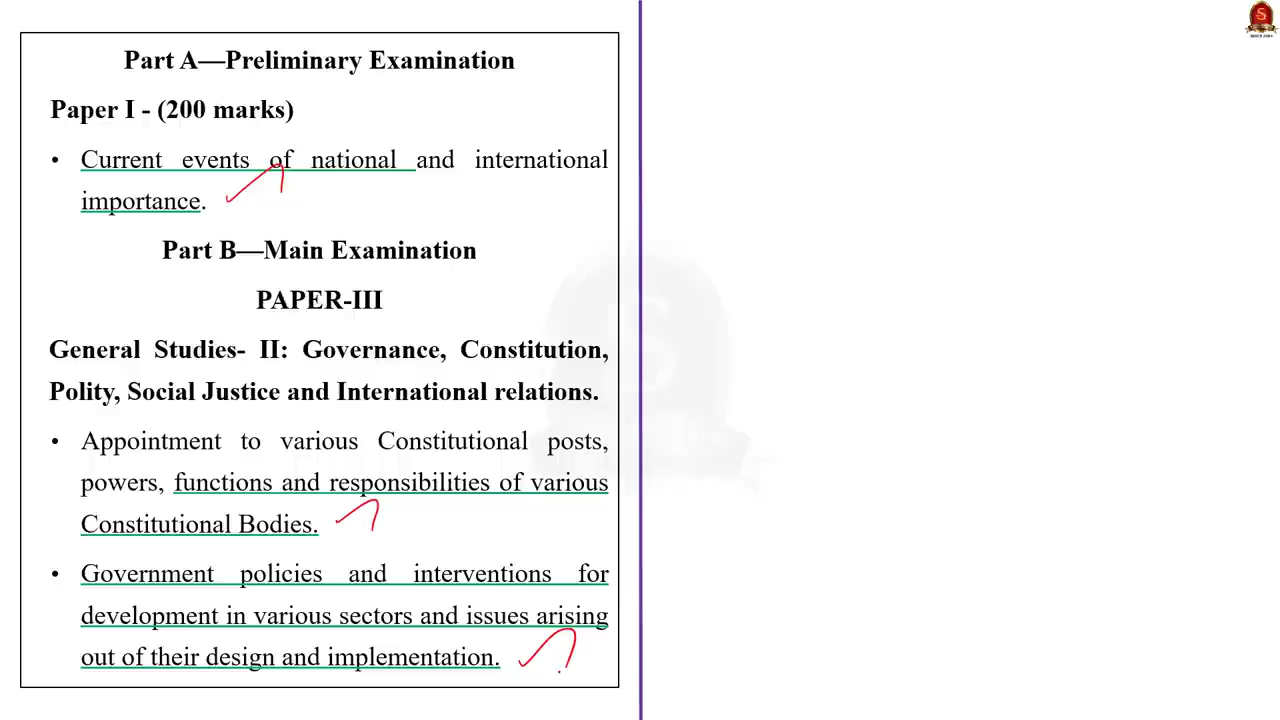 Part A—Preliminary Examination
Paper I - (200 marks)
• Current events of national and international
importance.
Part B—Main Examination
PAPER-III
General Studies- II: Governance, Constitution,
Polity, Social Justice and International relations.
• Appointment to various Constitutional posts,
powers, functions and responsibilities of various
Constitutional Bodies.
• Government policies and interventions for
development in various sectors and issues arising
out of their design and implementation.
S